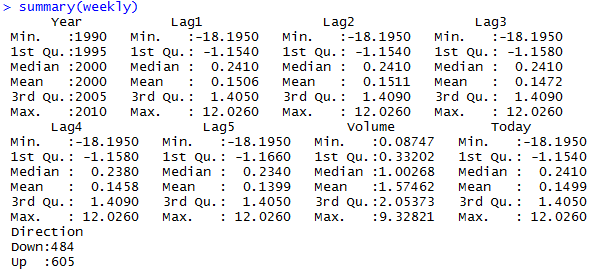 > summary(weekly)
      Year           Lag1               Lag2               Lag3         
 Min.   :1990   Min.   :-18.1950   Min.   :-18.1950   Min.   :-18.1950  
 1st Qu.:1995   1st Qu.: -1.1540   1st Qu.: -1.1540   1st Qu.: -1.1580  
 Median :2000   Median :  0.2410   Median :  0.2410   Median :  0.2410  
 Mean   :2000   Mean   :  0.1506   Mean   :  0.1511   Mean   :  0.1472  
 3rd Qu.:2005   3rd Qu.:  1.4050   3rd Qu.:  1.4090   3rd Qu.:  1.4090  
 Max.   :2010   Max.   : 12.0260   Max.   : 12.0260   Max.   : 12.0260  
      Lag4               Lag5              Volume            Today         
 Min.   :-18.1950   Min.   :-18.1950   Min.   :0.08747   Min.   :-18.1950  
 1st Qu.: -1.1580   1st Qu.: -1.1660   1st Qu.:0.33202   1st Qu.: -1.1540  
 Median :  0.2380   Median :  0.2340   Median :1.00268   Median :  0.2410  
 Mean   :  0.1458   Mean   :  0.1399   Mean   :1.57462   Mean   :  0.1499  
 3rd Qu.:  1.4090   3rd Qu.:  1.4050   3rd Qu.:2.05373   3rd Qu.:  1.4050  
 Max.   : 12.0260   Max.   : 12.0260   Max.   :9.32821   Max.   : 12.0260  
 Direction 
 Down:484  
 Up  :605